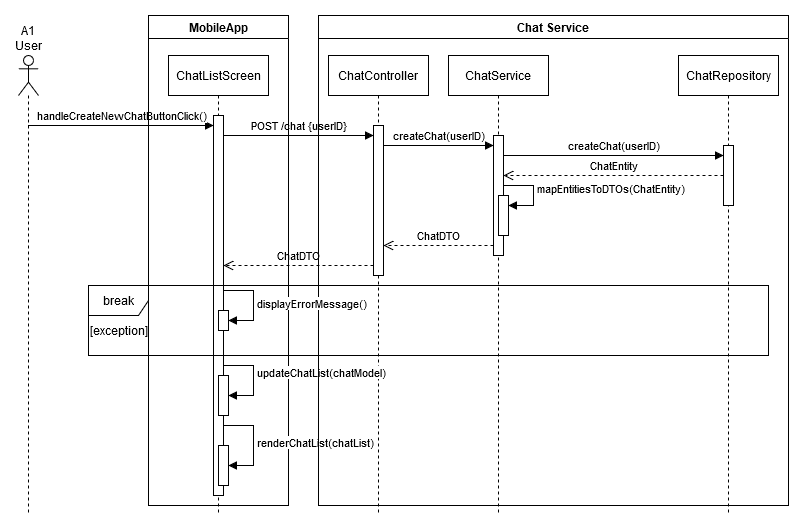 A1
User
MobileApp
Chat Service
ChatListScreen
ChatController
ChatService
ChatRepository
handleCreateNewChatButtonClick()
POST /chat {userID}
createChat(userID)
createChat(userID)
ChatEntity
mapEntitiesToDTOs(ChatEntity)
ChatDTO
ChatDTO
break
displayErrorMessage()
[exception]
updateChatList(chatModel)
renderChatList(chatList)